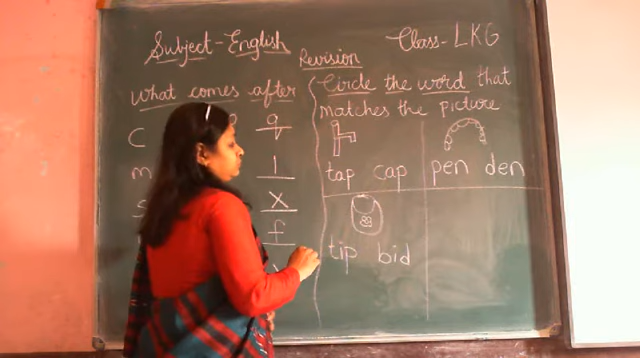 Subject - English
Class - LKG
Revision
What comes after
C
q
m
l
S
x
f
Circle the word that
matches the picture
tap cap
pen den
tip bid